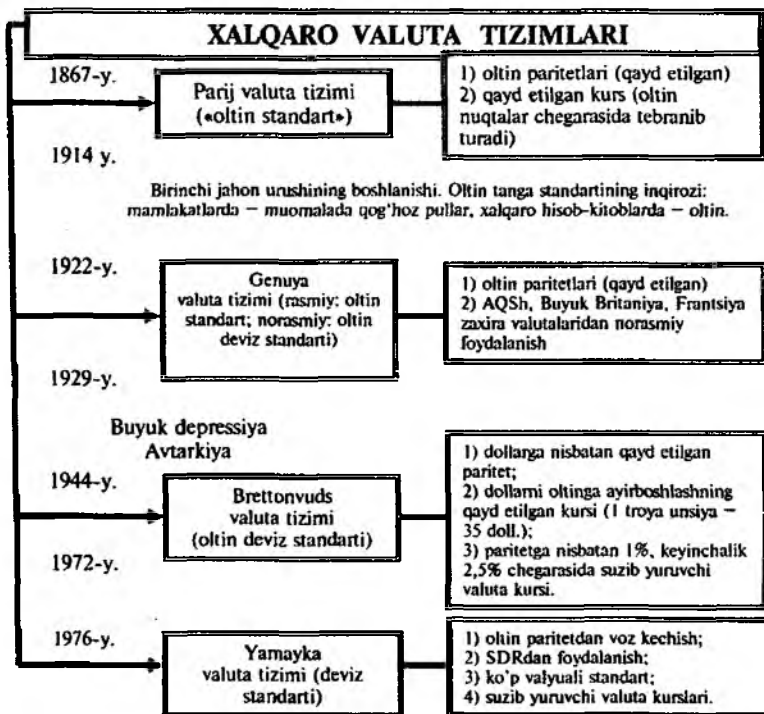 XALQARO VALUTA TIZIMLARI
1867-y.
Parij valuta tizimi
(«oltin standart»)
1) oltin paritetlari (qayd etilgan)
2) qayd etilgan kurs (oltin
nuqtalar chegarasida tebranib
turadi)
1914 y.
Birinchi jahon urushining boshlanishi. Oltin tanga standartining inqirozi:
mamlakatlarda — muomalada qog'hoz pullar, xalqaro hisob-kitoblarda — oltin.
1922-y.
Genuya
valuta tizimi (rasmiy: oltin
standart; norasmiy: oltin
deviz standarti)
1) oltin paritetlari (qayd etilgan)
2) AQSh, Buyuk Britaniya, Frantsiya
zaxira valutalaridan norasmiy
foydalanish
1929-y.
Buyuk depressiya
Avtarkiya
1944-y.
Brettonvuds
valuta tizimi
(oltin deviz standarti)
1) dollarga nisbatan qayd etilgan
paritet;
2) dollarni oltinga ayirboshlashning
qayd etilgan kursi (1 troya unsiya —
35 doll.);
3) paritetga nisbatan 1%, keyinchalik
2,5% chegarasida suzib yuruvchi
valuta kursi.
1972-y.
1976-y.
Yamayka
valuta tizimi (deviz
standarti)
1) oltin paritetdan voz kechish;
2) SDRdan foydalanish;
3) ko'p valyuali standart;
4) suzib yuruvchi valuta kurslari.